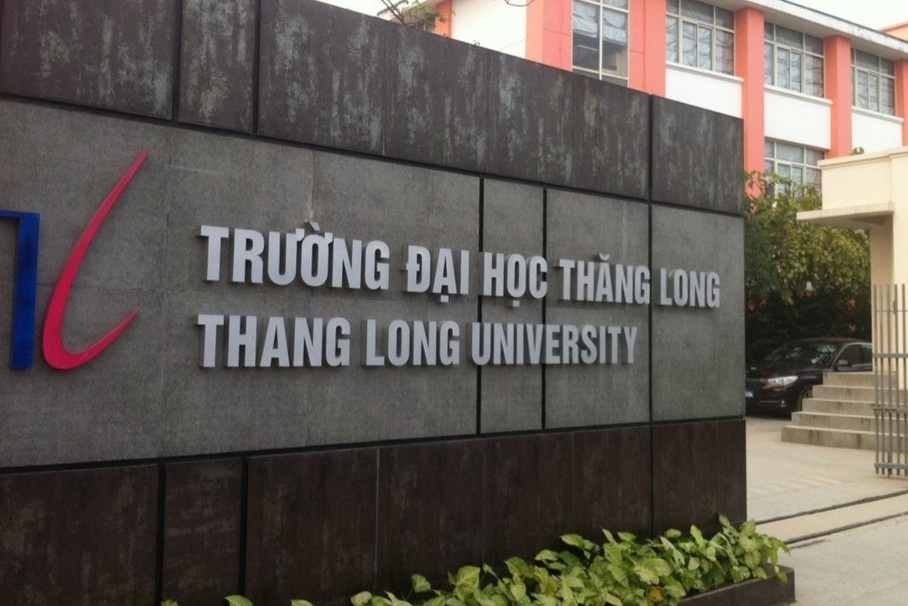 TRƯỜNG ĐẠI HỌC THĂNG LONG
THANG LONG UNIVERSITY